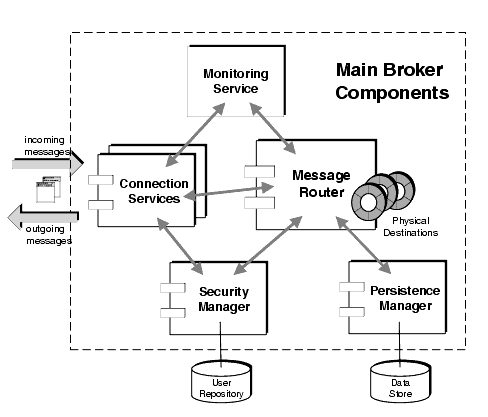 Main Broker
Components
Monitoring
Service
incoming
messages
Connection
Services
Message
Router
Physical
Destinations
outgoing
messages
Security
Manager
Persistence
Manager
User
Repository
Data
Store